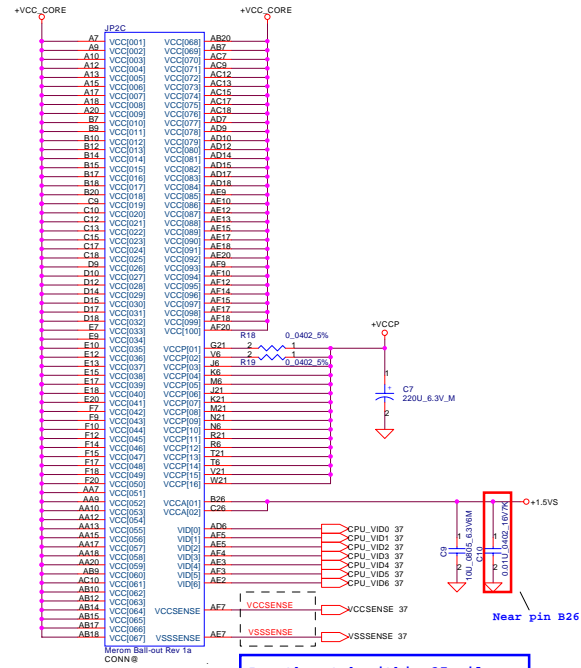 +VCC_CORE +VCC_CORE
JP2C
A7 VCC[001] VCC[068] AB20
A9 VCC[002] VCC[069] AB7
A10 VCC[003] VCC[070] AC7
A12 VCC[004] VCC[071] AC9
A13 VCC[005] VCC[072] AC12
A15 VCC[006] VCC[073] AC13
A17 VCC[007] VCC[074] AC15
A18 VCC[008] VCC[075] AC17
A20 VCC[009] VCC[076] AC18
B7 VCC[010] VCC[077] AD7
B9 VCC[011] VCC[078] AD9
B10 VCC[012] VCC[079] AD10
B12 VCC[013] VCC[080] AD12
B14 VCC[014] VCC[081] AD14
B15 VCC[015] VCC[082] AD15
B17 VCC[016] VCC[083] AD17
B18 VCC[017] VCC[084] AD18
B20 VCC[018] VCC[085] AE9
C9 VCC[019] VCC[086] AE10
C10 VCC[020] VCC[087] AE12
C12 VCC[021] VCC[088] AE13
C13 VCC[022] VCC[089] AE15
C15 VCC[023] VCC[090] AE17
C17 VCC[024] VCC[091] AE18
C18 VCC[025] VCC[092] AE20
D9 VCC[026] VCC[093] AF9
D10 VCC[027] VCC[094] AF10
D12 VCC[028] VCC[095] AF12
D14 VCC[029] VCC[096] AF14
D15 VCC[030] VCC[097] AF15
D17 VCC[031] VCC[098] AF17
D18 VCC[032] VCC[099] AF18
E7 VCC[033] VCC[100] AF20
E9 VCC[034]
E10 VCC[035] VCCP[01] G21 R18 2 1 0_0402_5%
E12 VCC[036] VCCP[02] V6 R19 2 1 0_0402_5%
E13 VCC[037] VCCP[03] J6
E15 VCC[038] VCCP[04] K6
E17 VCC[039] VCCP[05] M6
E18 VCC[040] VCCP[06] J21
E20 VCC[041] VCCP[07] K21
F7 VCC[042] VCCP[08] M21
F9 VCC[043] VCCP[09] N21
F10 VCC[044] VCCP[10] N6
F12 VCC[045] VCCP[11] R21
F14 VCC[046] VCCP[12] R6
F15 VCC[047] VCCP[13] T21
F17 VCC[048] VCCP[14] T6
F18 VCC[049] VCCP[15] V21
F20 VCC[050] VCCP[16] W21
AA7 VCC[051]
AA9 VCC[052] VCCA[01] B26
AA10 VCC[053] VCCA[02] C26
AA12 VCC[054]
AA13 VCC[055] VID[0] AD6 CPU_VID0 37
AA15 VCC[056] VID[1] AF5 CPU_VID1 37
AA17 VCC[057] VID[2] AE5 CPU_VID2 37
AA18 VCC[058] VID[3] AF4 CPU_VID3 37
AA20 VCC[059] VID[4] AE3 CPU_VID4 37
AB9 VCC[060] VID[5] AF3 CPU_VID5 37
AC10 VCC[061] VID[6] AE2 CPU_VID6 37
AB10 VCC[062]
AB12 VCC[063]
AB14 VCC[064] VCCSENSE AF7 VCCSENSE VCCSENSE 37
AB15 VCC[065]
AB17 VCC[066]
AB18 VCC[067] VSSSENSE AE7 VSSSENSE VSSSENSE 37
Merom Ball-out Rev 1a
CONN@
+VCCP
1
+
C7
220U_6.3V_M
2
+1.5VS
1
2
C9
10U_0805_6.3V6M
1
2
C10
0.01U_0402_16V7K
Near pin B26